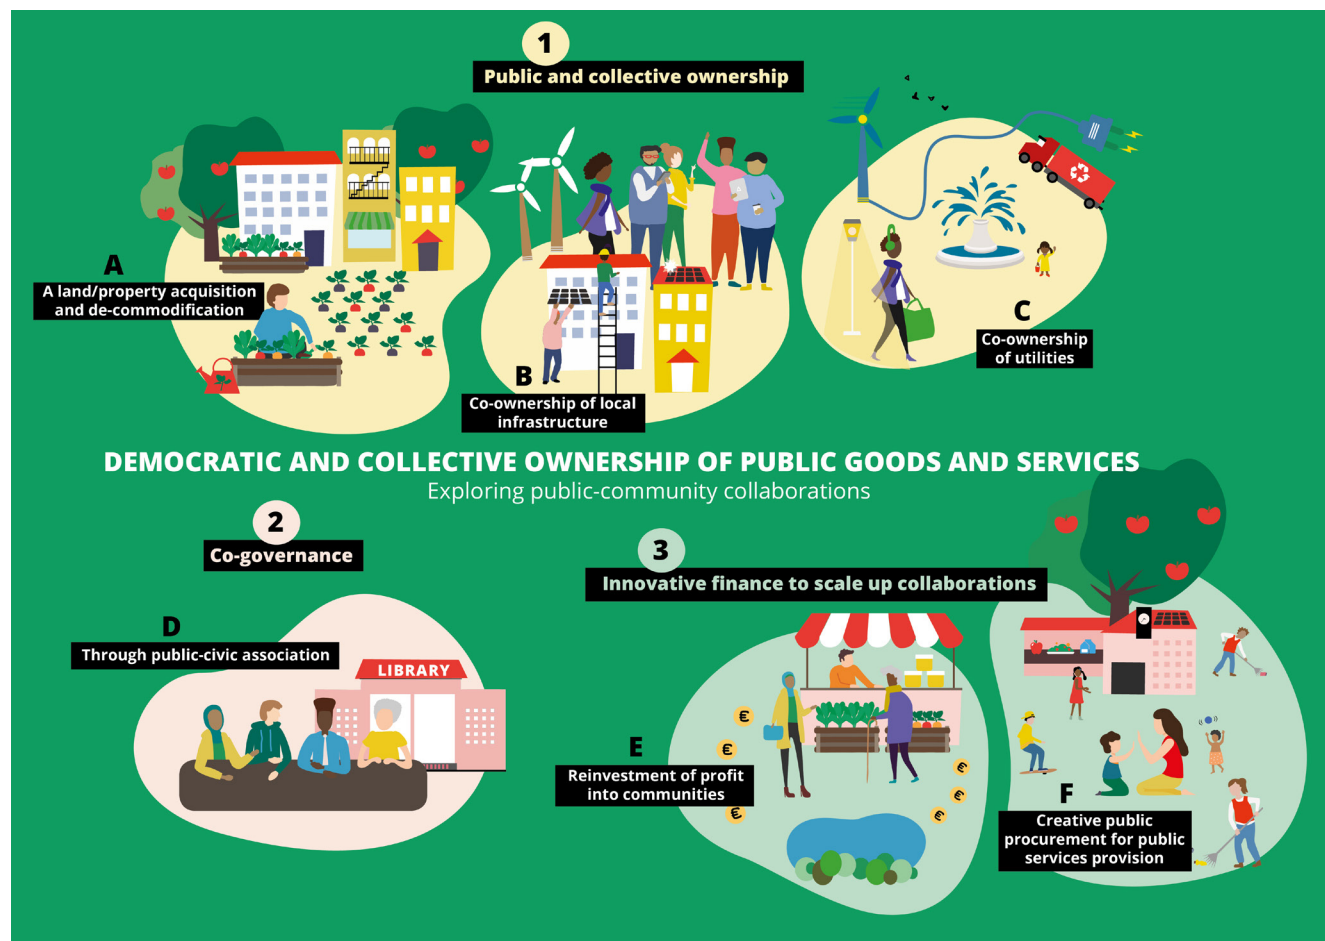 1
Public and collective ownership
A
A land/property acquisition
and de-commodification
B
Co-ownership of local
infrastructure
C
Co-ownership
of utilities
DEMOCRATIC AND COLLECTIVE OWNERSHIP OF PUBLIC GOODS AND SERVICES
Exploring public-community collaborations
2
Co-governance
D
Through public-civic association
LIBRARY
3
Innovative finance to scale up collaborations
E
Reinvestment of profit
into communities
€
€
€
€
€
€
F
Creative public
procurement for public
services provision